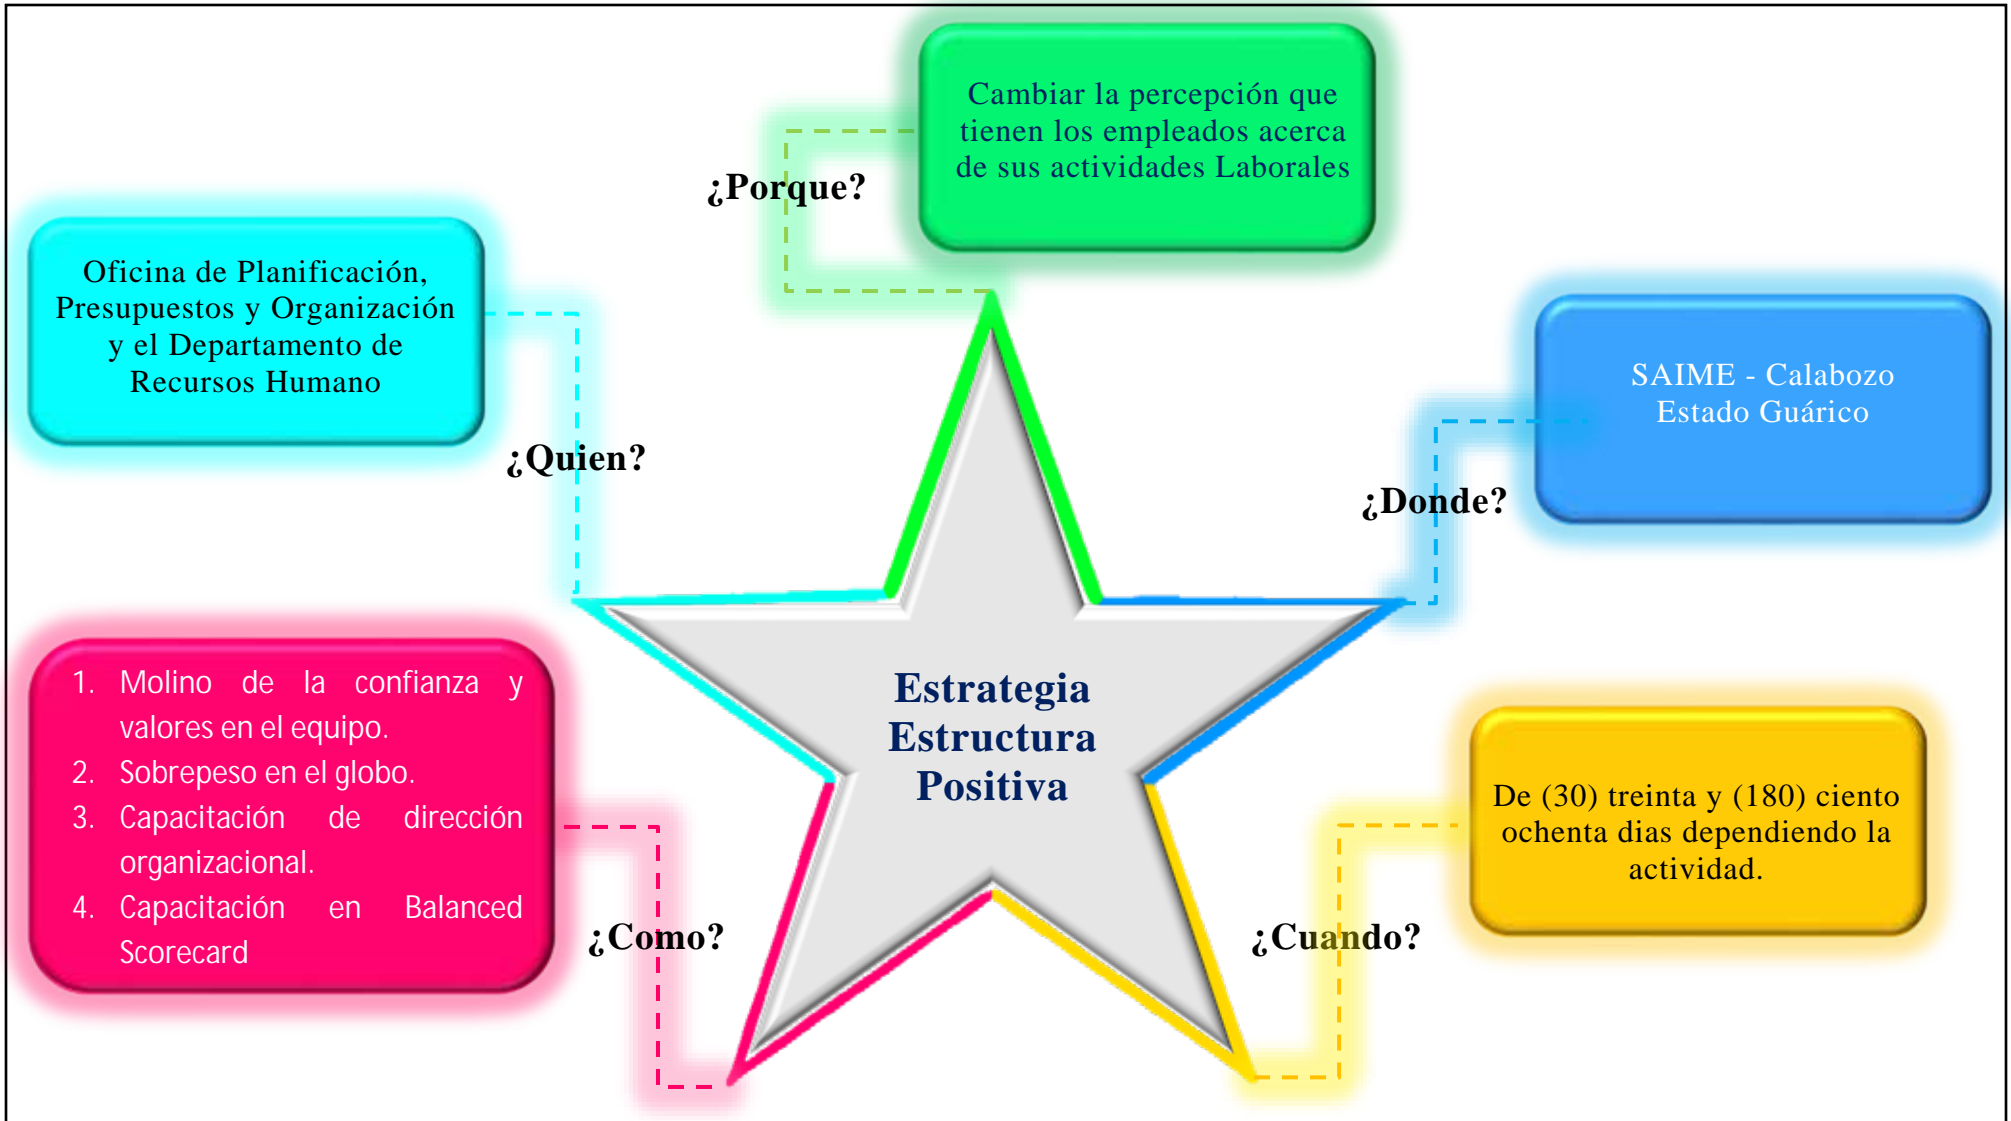 Cambiar la percepción que
tienen los empleados acerca
de sus actividades Laborales
¿Porque?
Oficina de Planificación,
Presupuestos y Organización
y el Departamento de
Recursos Humano
¿Quien?
SAIME - Calabozo
Estado Guárico
¿Donde?
Estrategia
Estructura
Positiva
1. Molino de la confianza y
valores en el equipo.
2. Sobrepeso en el globo.
3. Capacitación de dirección
organizacional.
4. Capacitación en Balanced
Scorecard
¿Como?
De (30) treinta y (180) ciento
ochenta dias dependiendo la
actividad.
¿Cuando?